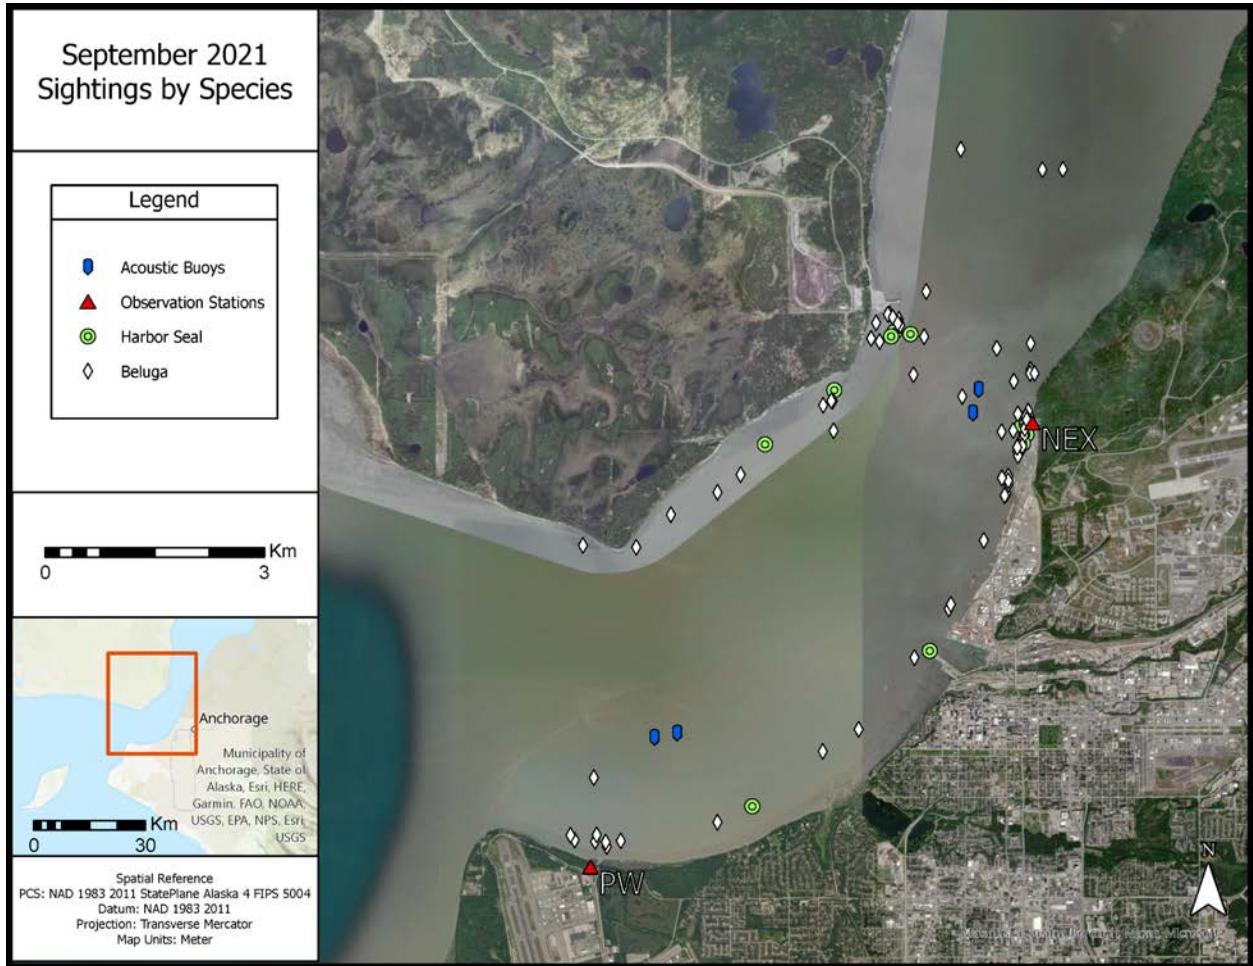 September 2021
Sightings by Species
Legend
Acoustic Buoys
Observation Stations
Harbor Seal
Beluga
Km
0 3
Anchorage
Municipality of
Anchorage, State of
Alaska, Esri, HERE,
Garmin, FAO, NOAA,
USGS, EPA, NPS, Esri,
USGS
Km
0 30
Spatial Reference
PCS: NAD 1983 2011 StatePlane Alaska 4 FIPS 5004
Datum: NAD 1983 2011
Projection: Transverse Mercator
Map Units: Meter
NEX
PW
N